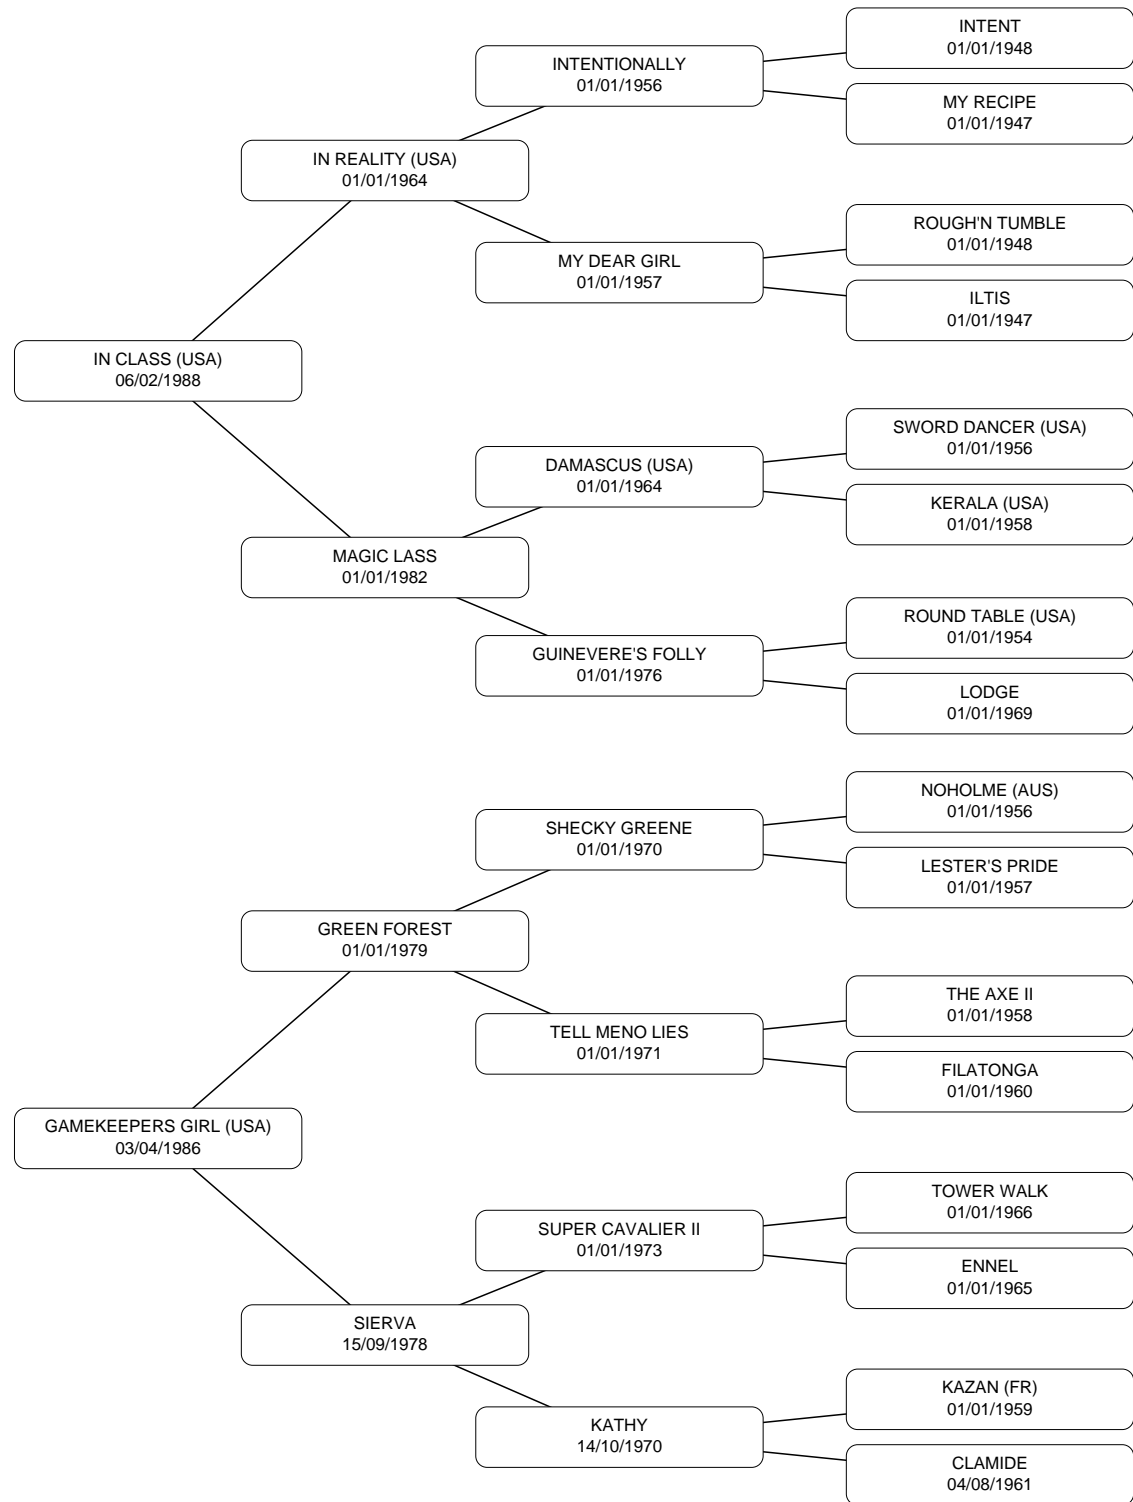 INTENT
01/01/1948
INTENTIONALLY
01/01/1956
MY RECIPE
01/01/1947
IN REALITY (USA)
01/01/1964
ROUGH'N TUMBLE
01/01/1948
MY DEAR GIRL
01/01/1957
ILTIS
01/01/1947
IN CLASS (USA)
06/02/1988
SWORD DANCER (USA)
01/01/1956
DAMASCUS (USA)
01/01/1964
KERALA (USA)
01/01/1958
MAGIC LASS
01/01/1982
ROUND TABLE (USA)
01/01/1954
GUINEVERE'S FOLLY
01/01/1976
LODGE
01/01/1969
NOHOLME (AUS)
01/01/1956
SHECKY GREENE
01/01/1970
LESTER'S PRIDE
01/01/1957
GREEN FOREST
01/01/1979
THE AXE II
01/01/1958
TELL MENO LIES
01/01/1971
FILATONGA
01/01/1960
GAMEKEEPERS GIRL (USA)
03/04/1986
TOWER WALK
01/01/1966
SUPER CAVALIER II
01/01/1973
ENNEL
01/01/1965
SIERVA
15/09/1978
KAZAN (FR)
01/01/1959
KATHY
14/10/1970
CLAMIDE
04/08/1961